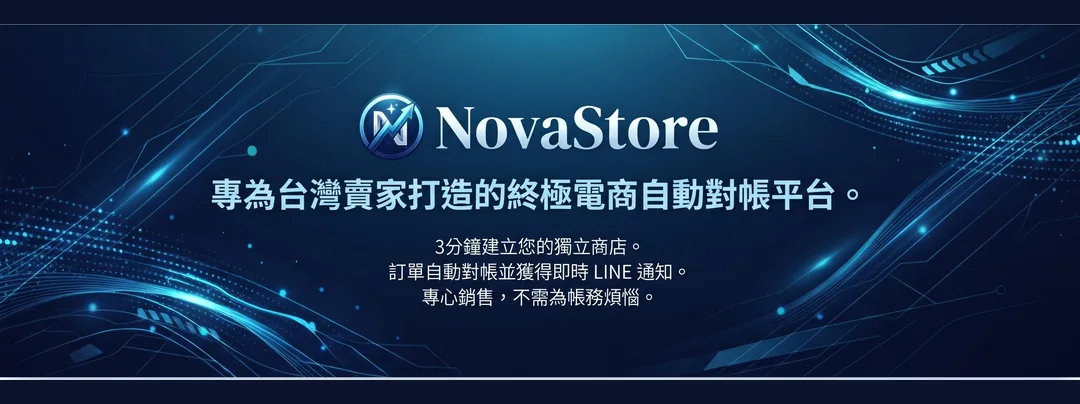 NovaStore
專為台灣賣家打造的終極電商自動對帳平台。
3分鐘建立您的獨立商店。
訂單自動對帳並獲得即時 LINE 通知。
專心銷售，不需為帳務煩惱。